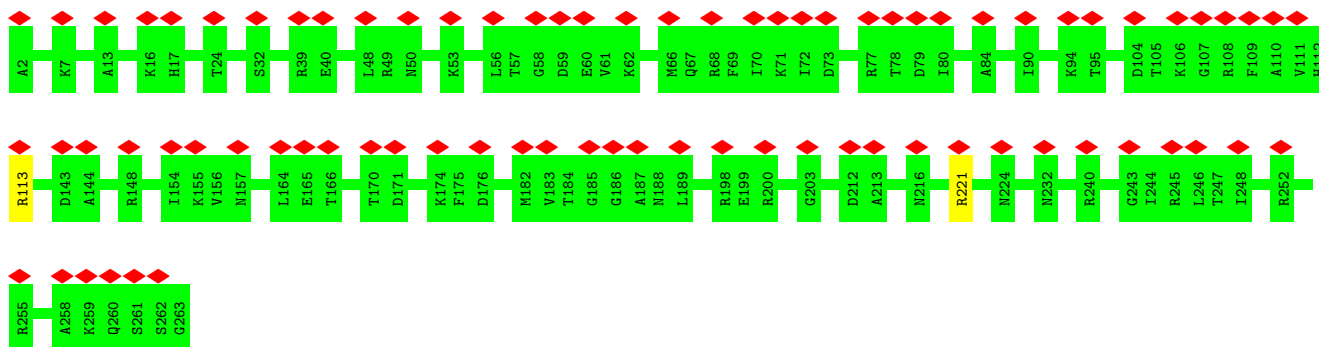 A2 K7 A13 K16 H17 T24 S32 R39 E40 L48 R49 N50 K53 L56 T57 G58 D59 E60 V61 K62 M66 Q67 R68 F69 I70 K71 I72 D73 R77 T78 D79 I80 A84 I90 K94 T95 D104 T105 K106 G107 R108 F109 A110 V111 H112
R113 D143 A144 R148 I154 K155 V156 N157 L164 E165 T166 T170 D171 K174 F175 D176 M182 V183 T184 G185 G186 A187 N188 L189 R198 E199 R200 G203 D212 A213 N216 R221 N224 N232 R240 G243 I244 R245 L246 T247 I248 R252
R255 A258 K259 Q260 S261 S262 G263